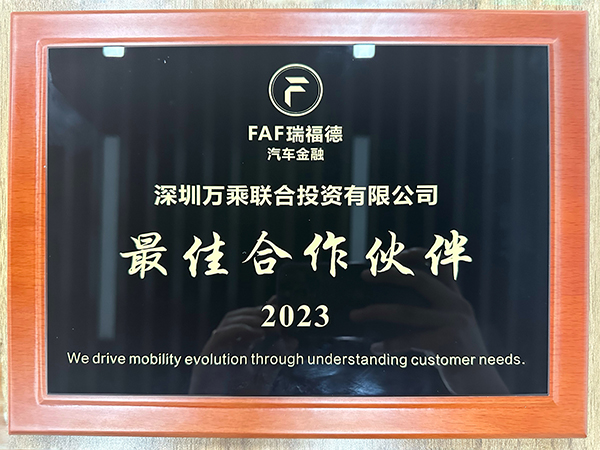 FAF瑞福德
汽车金融
深圳万乘联合投资有限公司
最佳合作伙伴
2023
We drive mobility evolution through understanding customer needs.